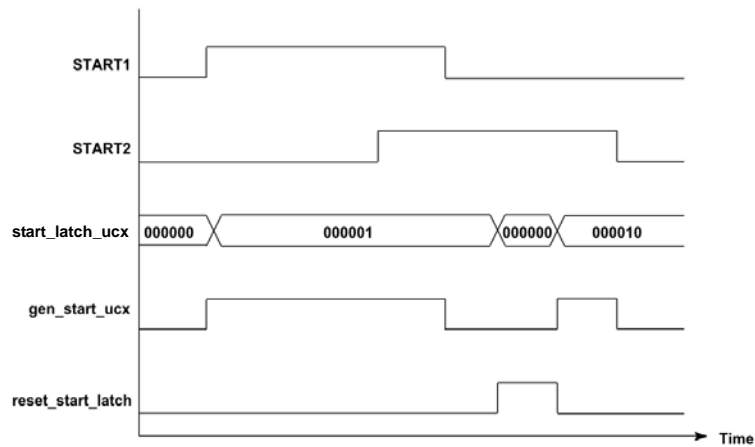 START1
START2
start_latch_ucx 000000 000001 000000 000010
gen_start_ucx
reset_start_latch
Time